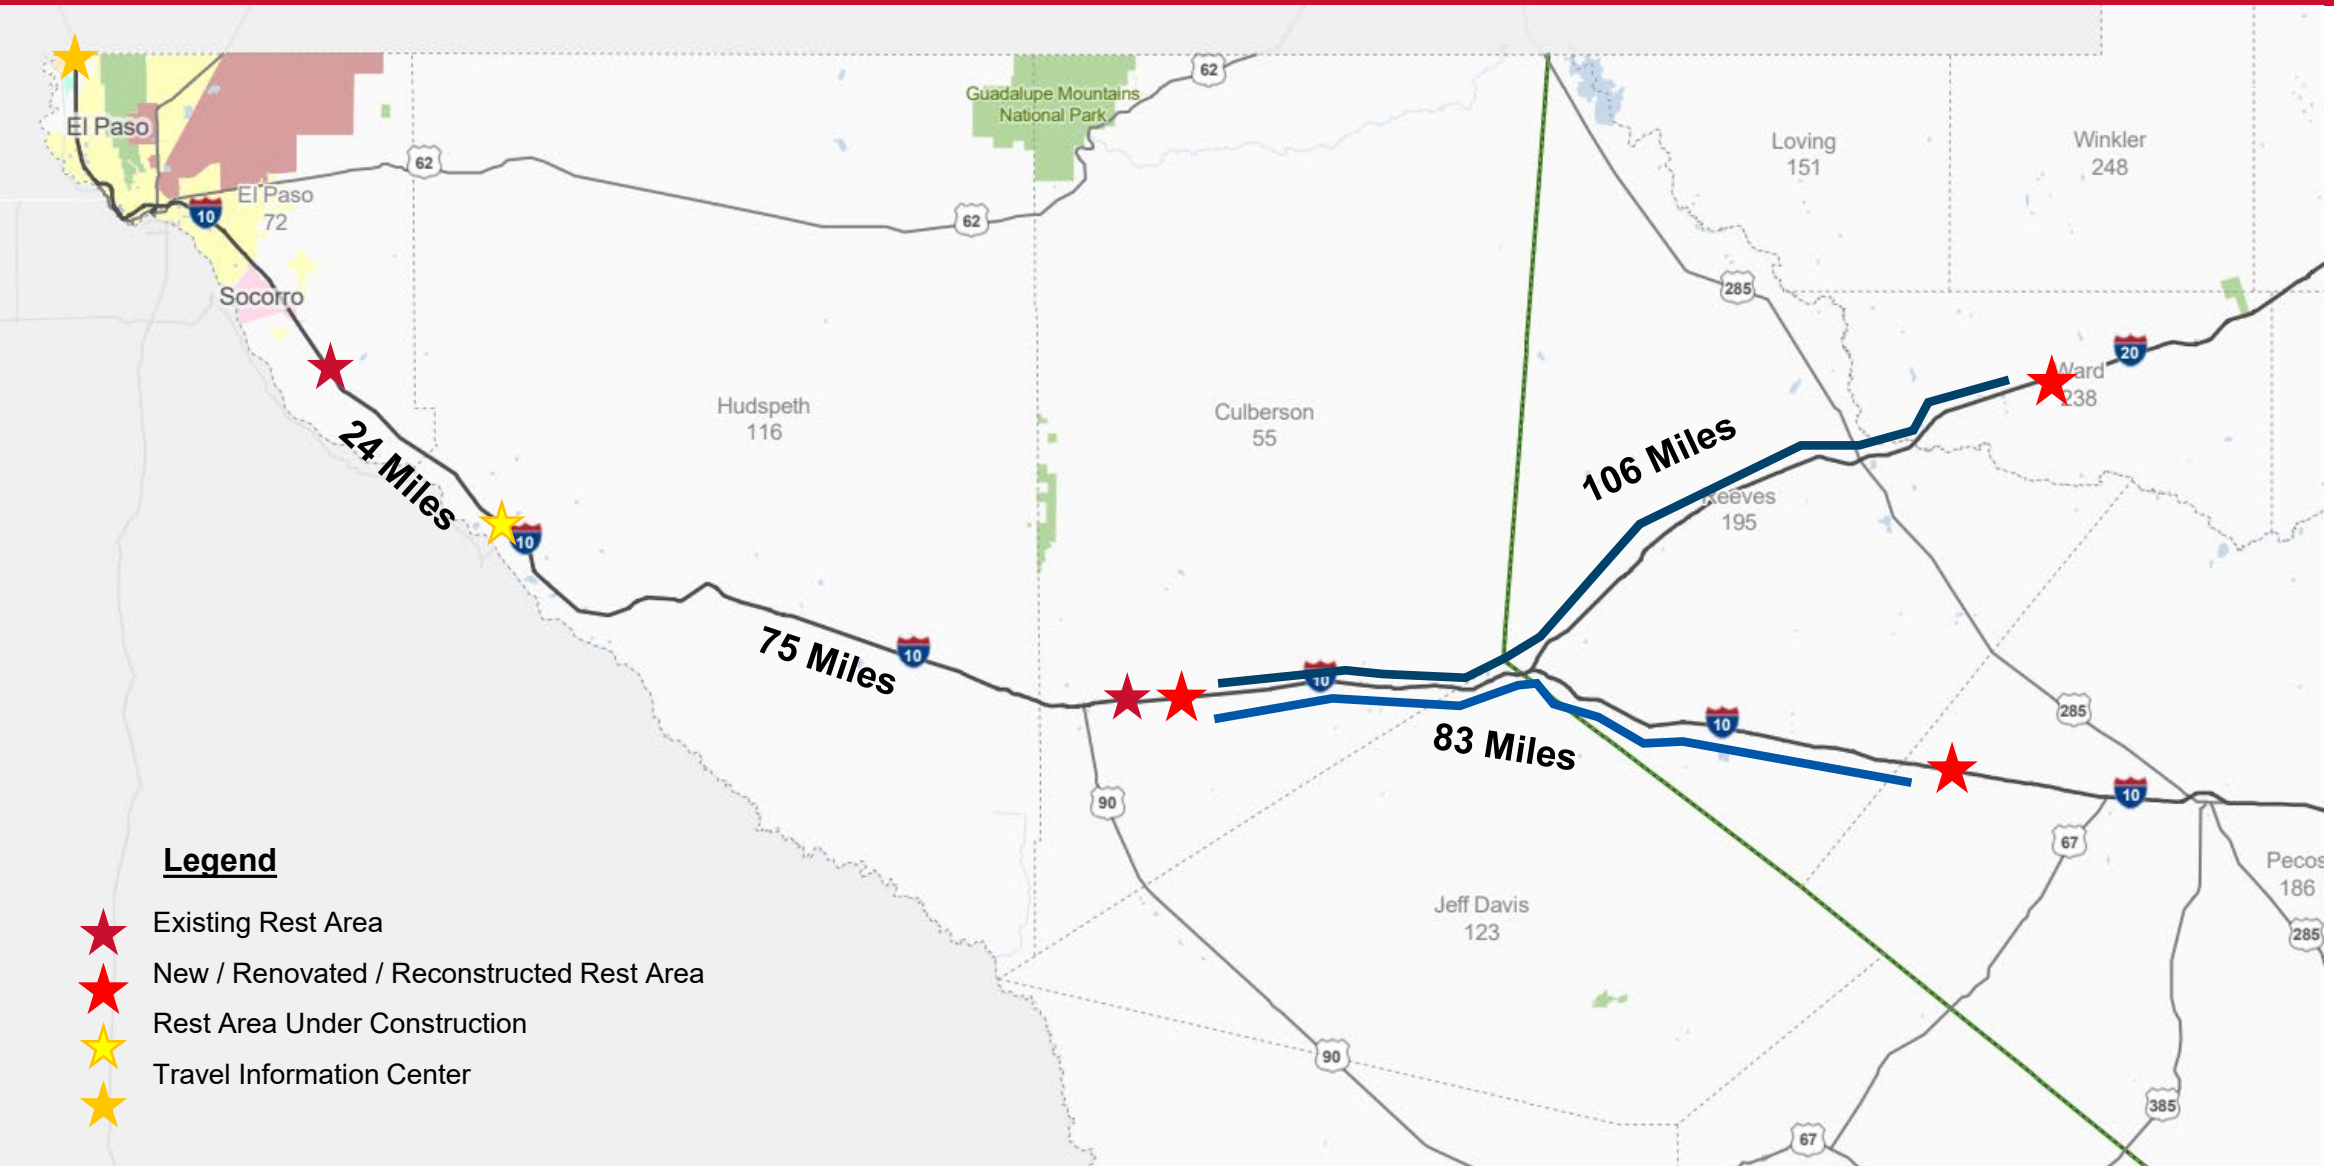 62
Guadalupe Mountains
National Park
El Paso
Loving
151
Winkler
248
62
El Paso
72
10
62
285
Socorro
20
Ward
238
Hudspeth
116
Culberson
55
24 Miles
106 Miles
Reeves
195
10
75 Miles
10
10
83 Miles
10
285
10
90
67
Legend
Existing Rest Area
New / Renovated / Reconstructed Rest Area
Rest Area Under Construction
Travel Information Center
Jeff Davis
123
Pecos
186
285
90
385
67